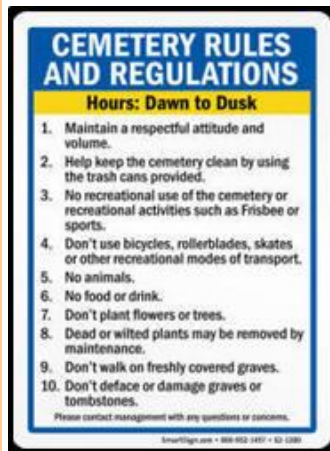 CEMETERY RULES
AND REGULATIONS
Hours: Dawn to Dusk
1. Maintain a respectful attitude and
volume.
2. Help keep the cemetery clean by using
the trash cans provided.
3. No recreational use of the cemetery or
recreational activities such as Frisbee or
sports.
4. Don't use bicycles, rollerblades, skates
or other recreational modes of transport.
5. No animals.
6. No food or drink.
7. Don't plant flowers or trees.
8. Dead or wilted plants may be removed by
maintenance.
9. Don't walk on freshly covered graves.
10. Don't deface or damage graves or
tombstones.
Please contact management with any questions or concerns.
SmartSign.com • 800-952-1457 •